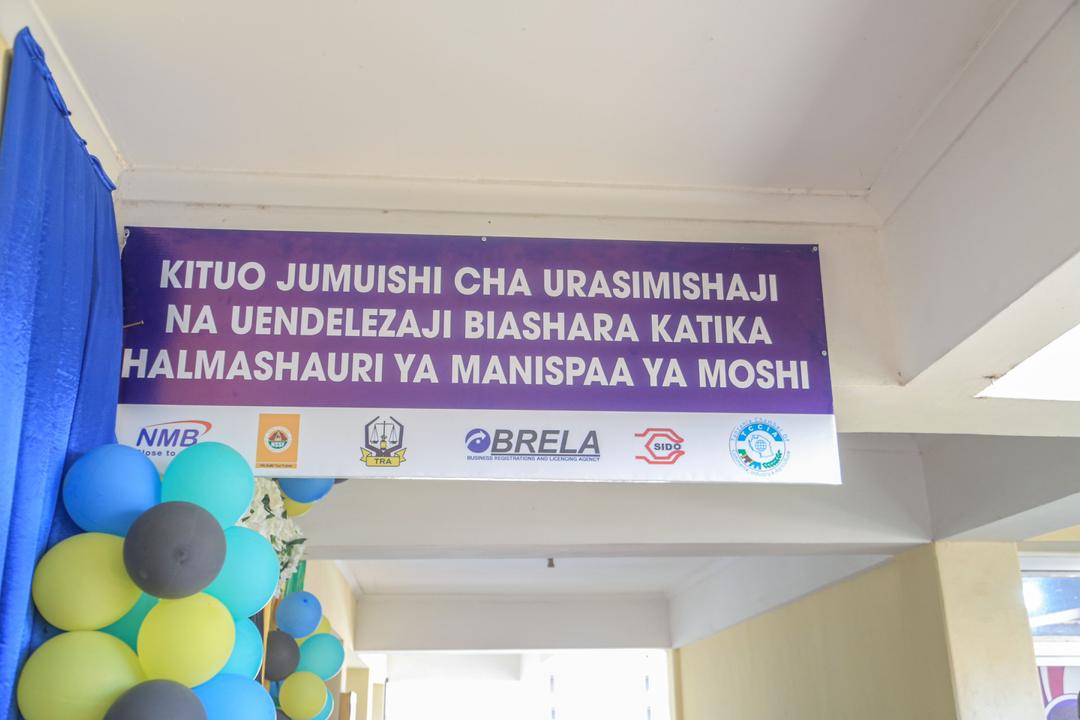 KITUO JUMUISHI CHA URASIMISHAJI
NA UENDELEZAJI BIASHARA KATIKA
HALMASHAURI YA MANISPAA YA MOSHI
NMB
TRA
BRELA
BUSINESS REGISTRATIONS AND LICENCING AGENCY
SIDO
TCCIA